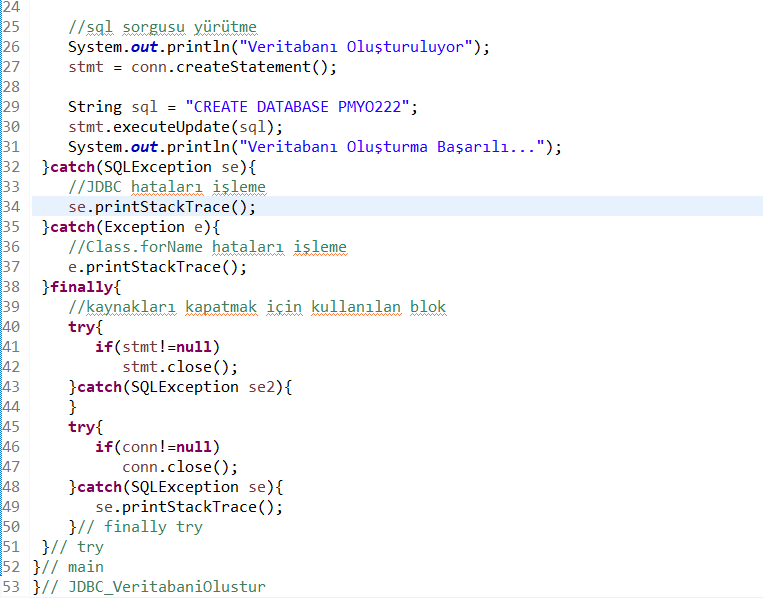 24
25 //sql sorgusu yürütme
26 System.out.println("Veritabanı Oluşturuluyor");
27 stmt = conn.createStatement();
28
29 String sql = "CREATE DATABASE PMYO222";
30 stmt.executeUpdate(sql);
31 System.out.println("Veritabanı Oluşturma Başarılı...");
32 }catch(SQLException se){
33 //JDBC hataları işleme
34 se.printStackTrace();
35 }catch(Exception e){
36 //Class.forName hataları işleme
37 e.printStackTrace();
38 }finally{
39 //kaynakları kapatmak için kullanılan blok
40 try{
41 if(stmt!=null)
42 stmt.close();
43 }catch(SQLException se2){
44 }
45 try{
46 if(conn!=null)
47 conn.close();
48 }catch(SQLException se){
49 se.printStackTrace();
50 }// finally try
51 }// try
52 }// main
53 }// JDBC_VeritabaniOlustur